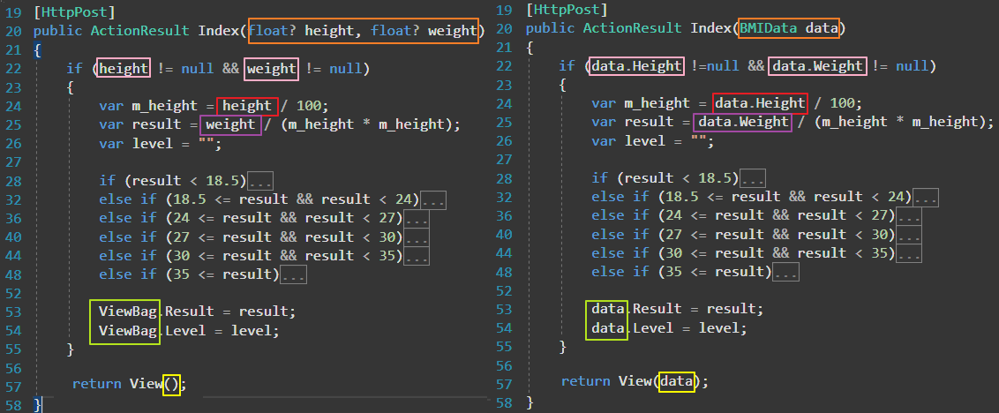 19 [HttpPost]
20 public ActionResult Index(float? height, float? weight)
21 {
22 if (height != null && weight != null)
23 {
24 var m_height = height / 100;
25 var result = weight / (m_height * m_height);
26 var level = "";
27
28 if (result < 18.5)...
32 else if (18.5 <= result && result < 24)...
36 else if (24 <= result && result < 27)...
40 else if (27 <= result && result < 30)...
44 else if (30 <= result && result < 35)...
48 else if (35 <= result)...
52
53 ViewBag.Result = result;
54 ViewBag.Level = level;
55 }
56
57 return View();
58 }
19 [HttpPost]
20 public ActionResult Index(BMIData data)
21 {
22 if (data.Height !=null && data.Weight != null)
23 {
24 var m_height = data.Height / 100;
25 var result = data.Weight / (m_height * m_height);
26 var level = "";
27
28 if (result < 18.5)...
32 else if (18.5 <= result && result < 24)...
36 else if (24 <= result && result < 27)...
40 else if (27 <= result && result < 30)...
44 else if (30 <= result && result < 35)...
48 else if (35 <= result)...
52
53 data.Result = result;
54 data.Level = level;
55 }
56
57 return View(data);
58 }